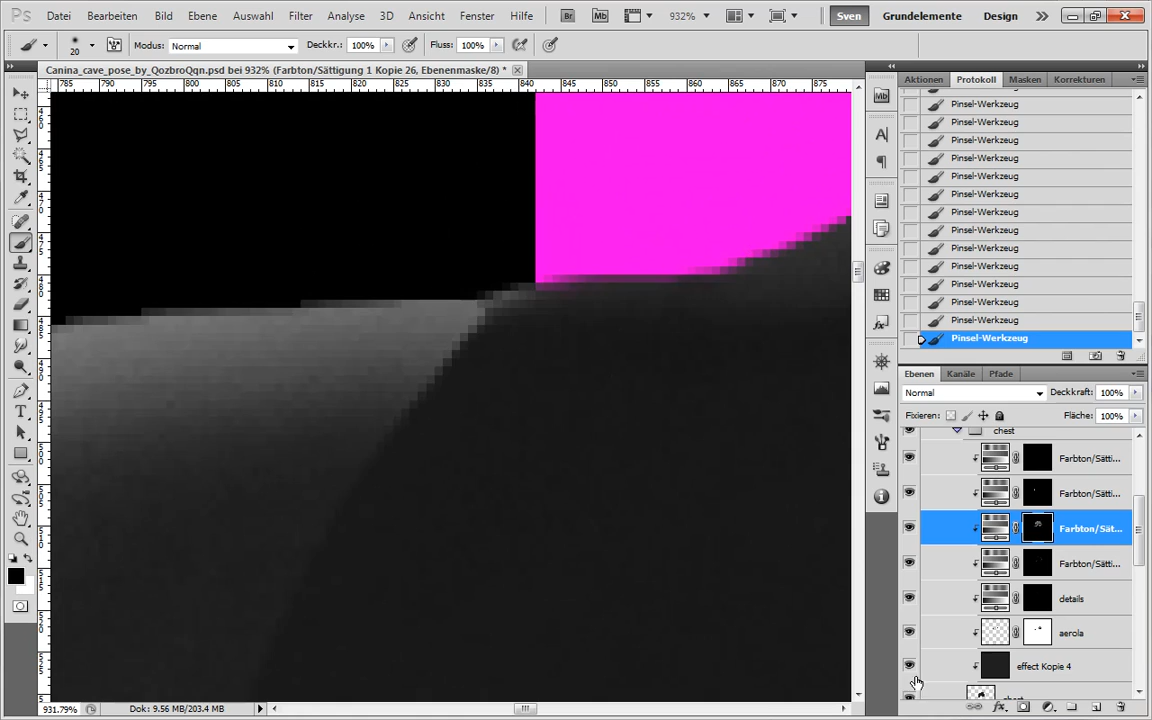 Ps Datei Bearbeiten Bild Ebene Auswahl Filter Analyse 3D Ansicht Fenster Hilfe Br Mb 932% Sven Grundelemente Design
20 Modus: Normal Deckkr.: 100% Fluss: 100%
Canina_cave_pose_by_QozbroQqn.psd bei 932% (Farbton/Sättigung 1 Kopie 26, Ebenenmaske/8) *
785 790 795 800 805 810 815 820 825 830 835 840 845 850 855 860 865 870 875
Aktionen Protokoll Masken Korrekturen
Pinsel-Werkzeug
Pinsel-Werkzeug
Pinsel-Werkzeug
Pinsel-Werkzeug
Pinsel-Werkzeug
Pinsel-Werkzeug
Pinsel-Werkzeug
Pinsel-Werkzeug
Pinsel-Werkzeug
Pinsel-Werkzeug
Pinsel-Werkzeug
Pinsel-Werkzeug
Pinsel-Werkzeug
Pinsel-Werkzeug
Ebenen Kanäle Pfade
Normal Deckkraft: 100%
Fixieren: Fläche: 100%
chest
Farbton/Sätti...
Farbton/Sätti...
Farbton/Sät...
Farbton/Sätti...
details
aerola
effect Kopie 4
chest
931.79% Dok: 9.56 MB/203.4 MB